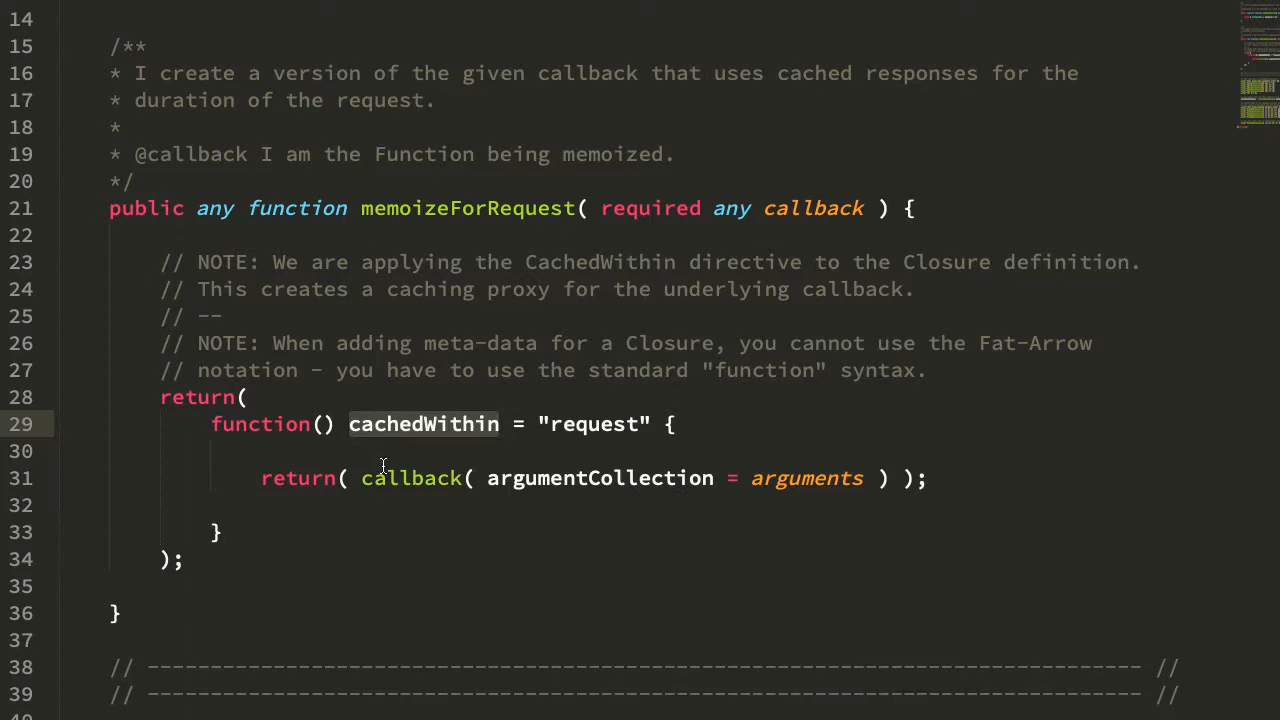 14
15 /**
16 * I create a version of the given callback that uses cached responses for the
17 * duration of the request.
18 *
19 * @callback I am the Function being memoized.
20 */
21 public any function memoizeForRequest( required any callback ) {
22
23 // NOTE: We are applying the CachedWithin directive to the Closure definition.
24 // This creates a caching proxy for the underlying callback.
25 // --
26 // NOTE: When adding meta-data for a Closure, you cannot use the Fat-Arrow
27 // notation - you have to use the standard "function" syntax.
28 return(
29 function() cachedWithin = "request" {
30
31 return( callback( argumentCollection = arguments ) );
32
33 }
34 );
35
36 }
37
38 // ------------------------------------------------------------------------------- //
39 // ------------------------------------------------------------------------------- //